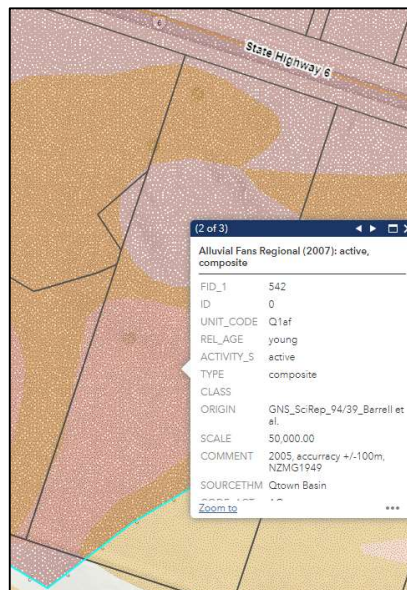 6
State Highway 6
(2 of 3)
Alluvial Fans Regional (2007): active,
composite
FID_1 542
ID 0
UNIT_CODE Q1af
REL_AGE young
ACTIVITY_S active
TYPE composite
CLASS
ORIGIN GNS_SciRep_94/39_Barrell et
al.
SCALE 50,000.00
COMMENT 2005, accurracy +/-100m,
NZMG1949
SOURCETHM Qtown Basin
Zoom to